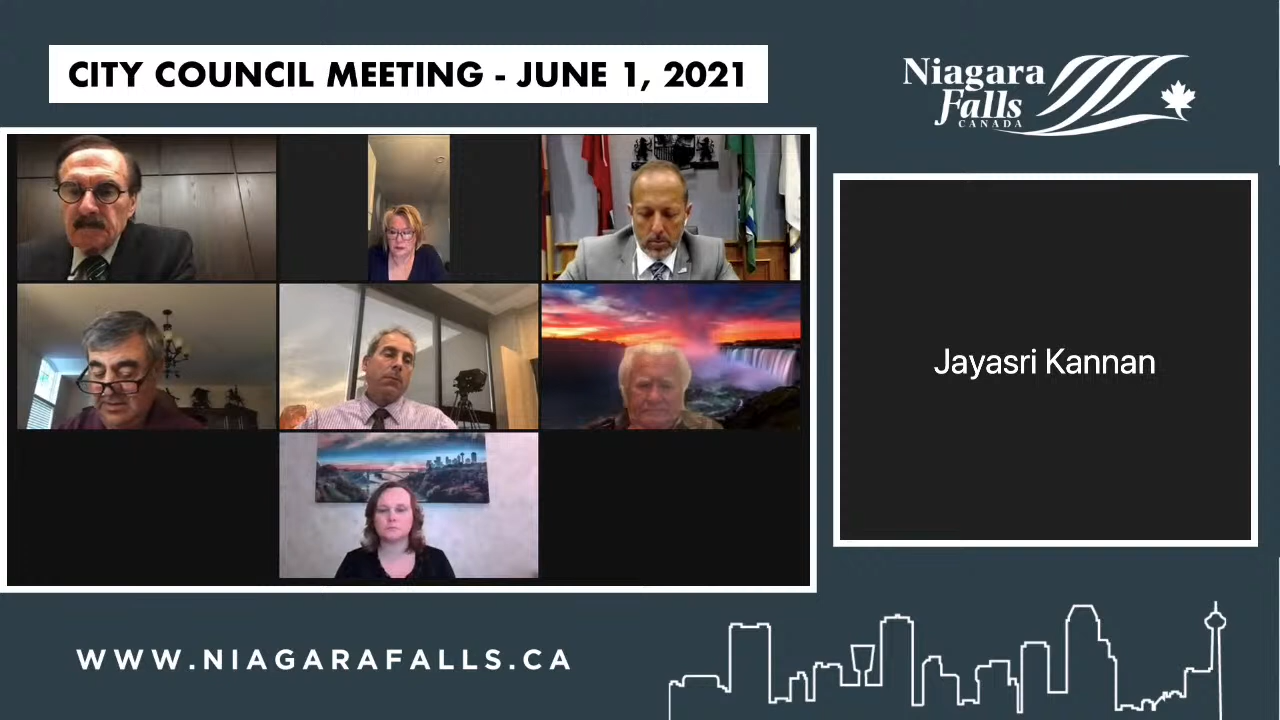 CITY COUNCIL MEETING - JUNE 1, 2021
Niagara
Falls
CANADA
Jayasri Kannan
WWW.NIAGARAFALLS.CA